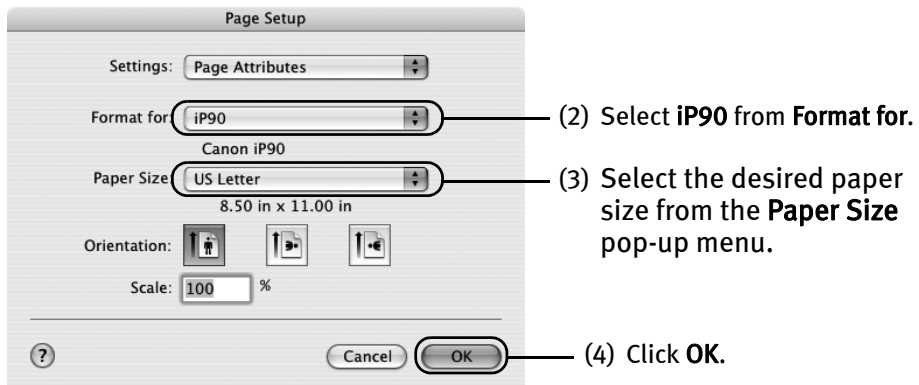 Page Setup
Settings: Page Attributes
Format for: iP90
(2) Select iP90 from Format for.
Canon iP90
Paper Size: US Letter
(3) Select the desired paper
size from the Paper Size
pop-up menu.
8.50 in x 11.00 in
Orientation:
Scale: 100 %
? Cancel OK
(4) Click OK.